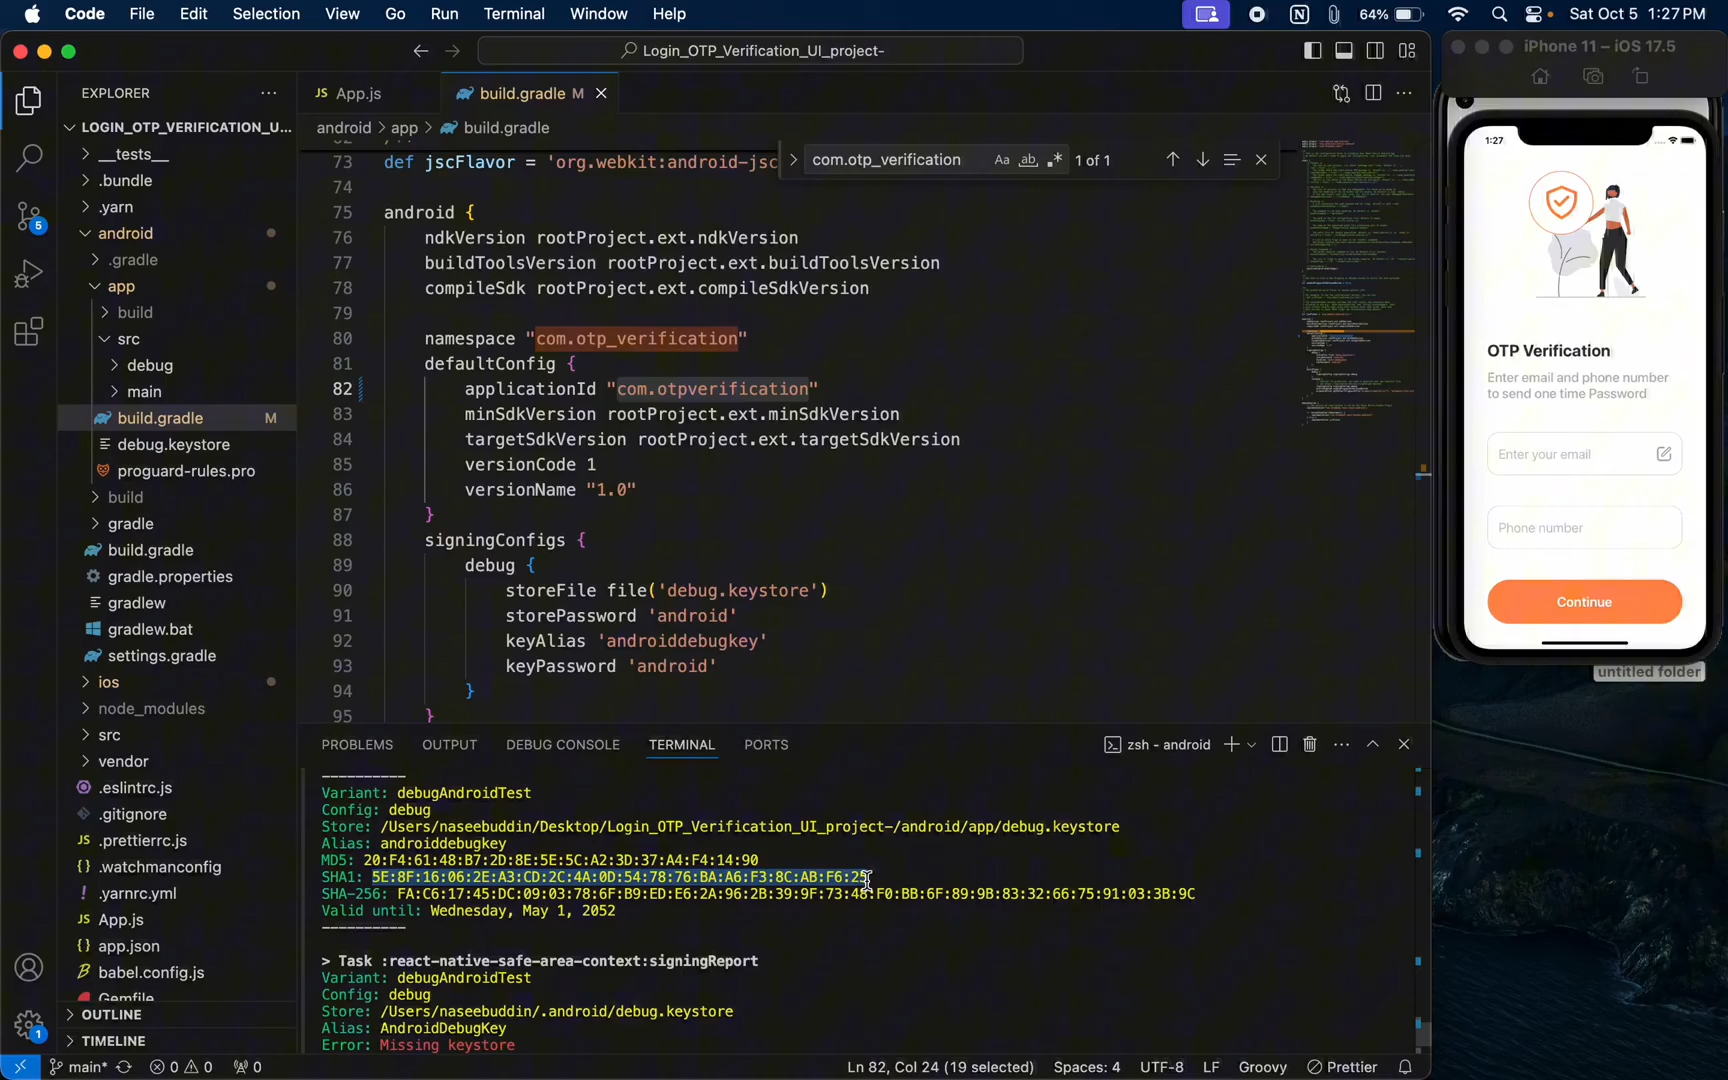 Code File Edit Selection View Go Run Terminal Window Help 64% Sat Oct 5 1:27 PM
Login_OTP_Verification_UI_project-
iPhone 11 – iOS 17.5
EXPLORER
JS App.js
build.gradle M
LOGIN_OTP_VERIFICATION_U...
android > app > build.gradle
__tests__
.bundle
.yarn
android
.gradle
app
build
src
debug
main
build.gradle M
debug.keystore
proguard-rules.pro
build
gradle
build.gradle
gradle.properties
gradlew
gradlew.bat
settings.gradle
ios
node_modules
src
vendor
.eslintrc.js
.gitignore
JS .prettierrc.js
{} .watchmanconfig
.yarnrc.yml
JS App.js
{} app.json
babel.config.js
Gemfile
OUTLINE
TIMELINE
5
1
com.otp_verification Aa ab 1 of 1
73 def jscFlavor = 'org.webkit:android-jsc
74
75 android {
76 ndkVersion rootProject.ext.ndkVersion
77 buildToolsVersion rootProject.ext.buildToolsVersion
78 compileSdk rootProject.ext.compileSdkVersion
79
80 namespace "com.otp_verification"
81 defaultConfig {
82 applicationId "com.otpverification"
83 minSdkVersion rootProject.ext.minSdkVersion
84 targetSdkVersion rootProject.ext.targetSdkVersion
85 versionCode 1
86 versionName "1.0"
87 }
88 signingConfigs {
89 debug {
90 storeFile file('debug.keystore')
91 storePassword 'android'
92 keyAlias 'androiddebugkey'
93 keyPassword 'android'
94 }
95 }
PROBLEMS OUTPUT DEBUG CONSOLE TERMINAL PORTS
zsh - android
----------
Variant: debugAndroidTest
Config: debug
Store: /Users/naseebuddin/Desktop/Login_OTP_Verification_UI_project-/android/app/debug.keystore
Alias: androiddebugkey
MD5: 20:F4:61:48:B7:2D:8E:5E:5C:A2:3D:37:A4:F4:14:90
SHA1: 5E:8F:16:06:2E:A3:CD:2C:4A:0D:54:78:76:BA:A6:F3:8C:AB:F6:25
SHA-256: FA:C6:17:45:DC:09:03:78:6F:B9:ED:E6:2A:96:2B:39:9F:73:48:F0:BB:6F:89:9B:83:32:66:75:91:03:3B:9C
Valid until: Wednesday, May 1, 2052
----------
> Task :react-native-safe-area-context:signingReport
Variant: debugAndroidTest
Config: debug
Store: /Users/naseebuddin/.android/debug.keystore
Alias: AndroidDebugKey
Error: Missing keystore
main* 0 0 0
Ln 82, Col 24 (19 selected) Spaces: 4 UTF-8 LF Groovy Prettier
1:27
OTP Verification
Enter email and phone number
to send one time Password
Enter your email
Phone number
Continue
untitled folder